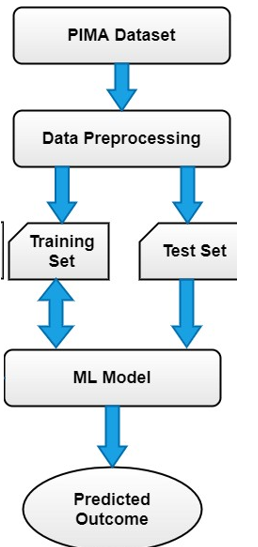 PIMA Dataset
Data Preprocessing
Training
Set
Test Set
ML Model
Predicted
Outcome